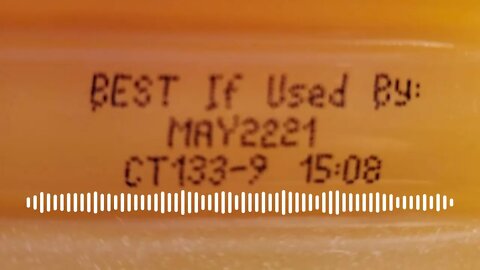 BEST If Used By:
MAY2221
CT133-9 15:08